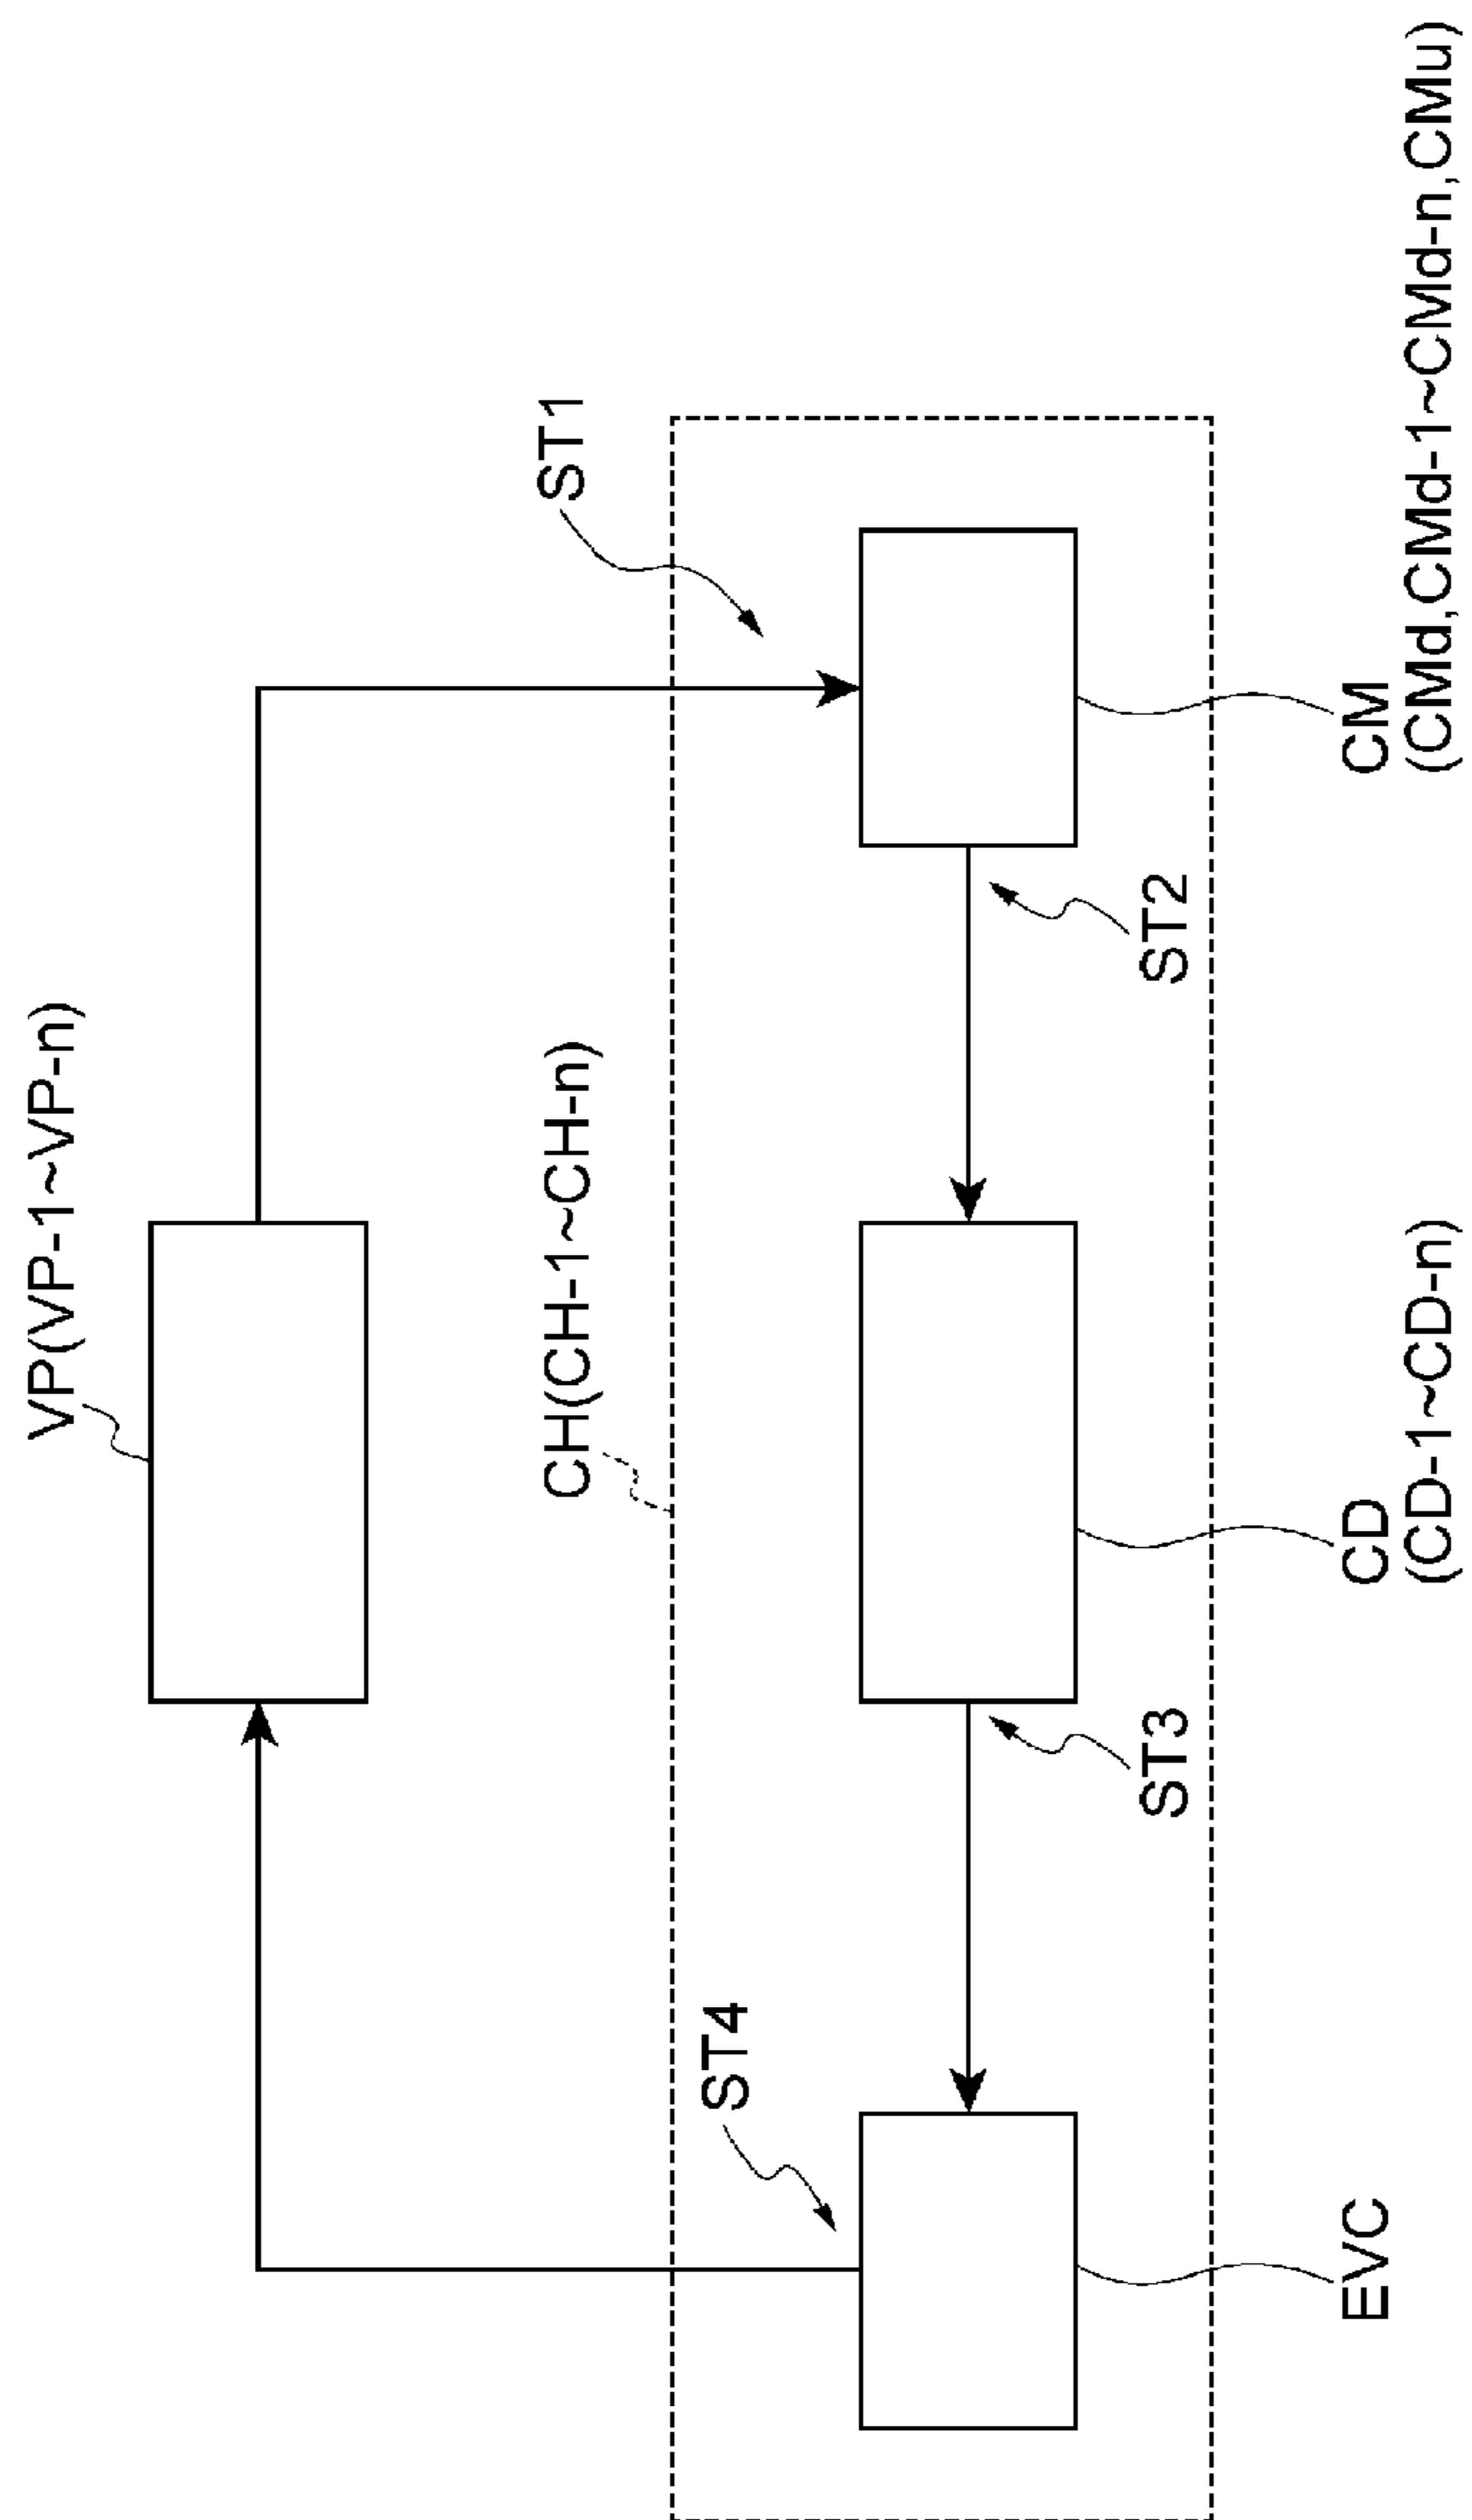 VP(VP-1~VP-n)
CH(CH-1~CH-n)
ST1
ST4
ST3
ST2
EVC
CD
(CD-1~CD-n)
CM
(CMd,CMd-1~CMd-n,CMu)